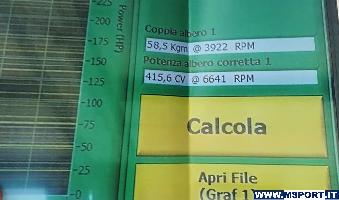 Power (HP)
225
-200
-175
-150
-125
-100
-75
-50
-25
0
Coppia albero 1
58,5 Kgm @ 3922 RPM
Potenza albero corretta 1
415,6 CV @ 6641 RPM
Calcola
Apri File
(Graf 1)
WWW.M3PORT.IT